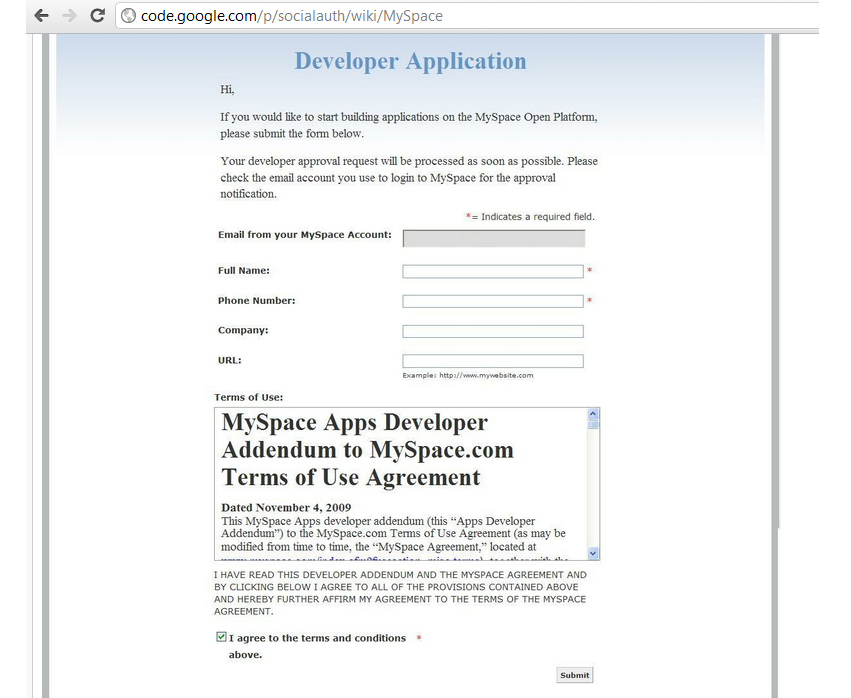 code.google.com/p/socialauth/wiki/MySpace
Developer Application
Hi,
If you would like to start building applications on the MySpace Open Platform,
please submit the form below.
Your developer approval request will be processed as soon as possible. Please
check the email account you use to login to MySpace for the approval
notification.
*= Indicates a required field.
Email from your MySpace Account:
Full Name: *
Phone Number: *
Company:
URL:
Example: http://www.mywebsite.com
Terms of Use:
MySpace Apps Developer
Addendum to MySpace.com
Terms of Use Agreement
Dated November 4, 2009
This MySpace Apps developer addendum (this “Apps Developer
Addendum”) to the MySpace.com Terms of Use Agreement (as may be
modified from time to time, the “MySpace Agreement,” located at
I HAVE READ THIS DEVELOPER ADDENDUM AND THE MYSPACE AGREEMENT AND
BY CLICKING BELOW I AGREE TO ALL OF THE PROVISIONS CONTAINED ABOVE
AND HEREBY FURTHER AFFIRM MY AGREEMENT TO THE TERMS OF THE MYSPACE
AGREEMENT.
I agree to the terms and conditions *
above.
Submit